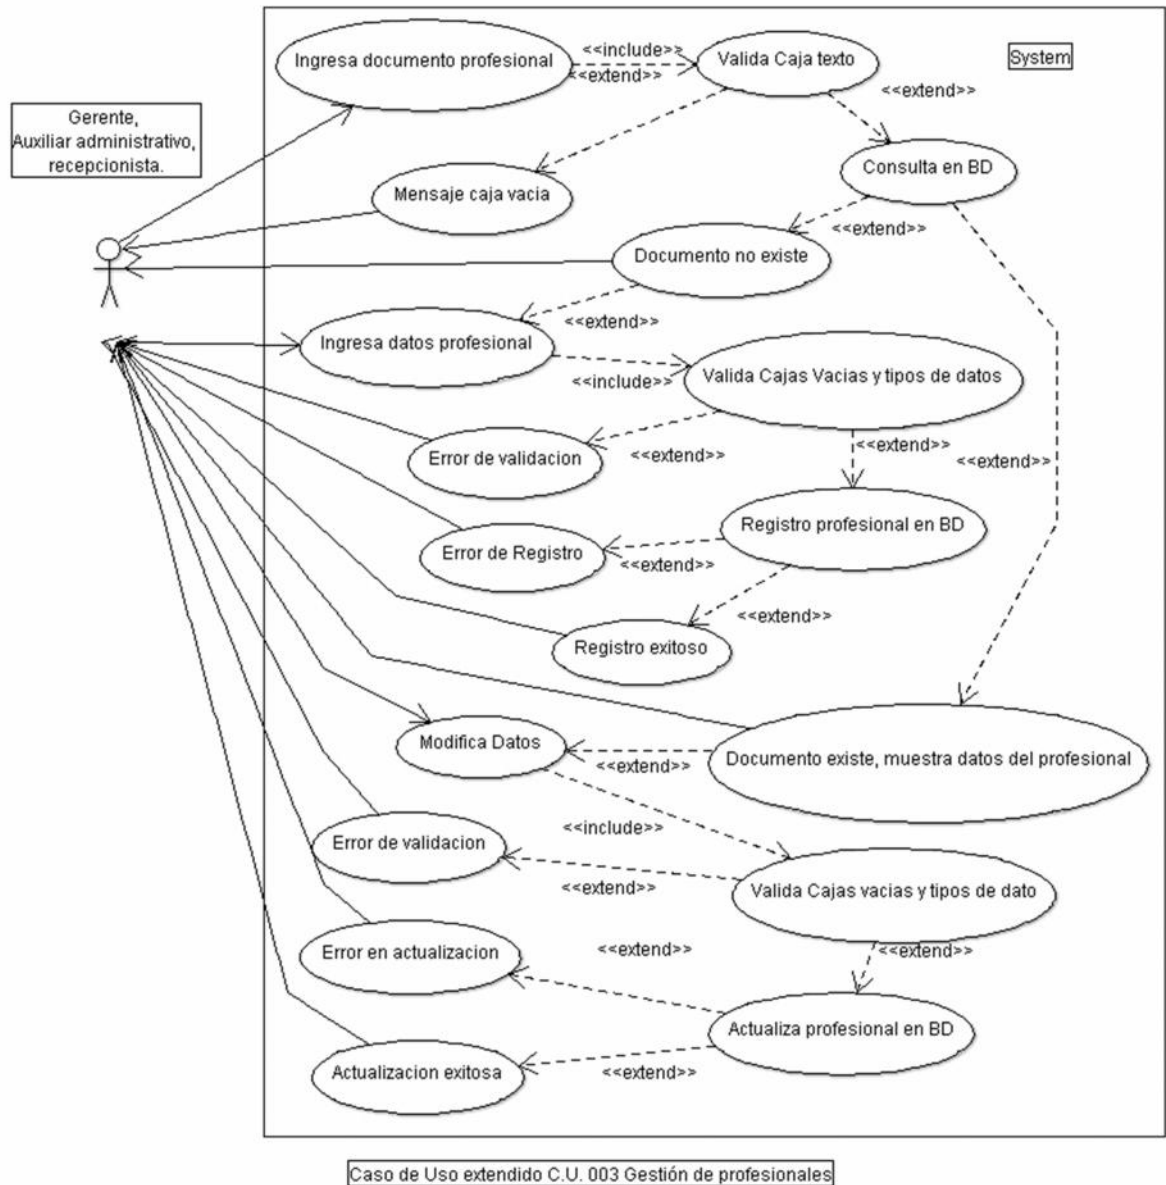 Ingresa documento profesional
<<include>>
<<extend>>
Valida Caja texto
System
<<extend>>
Gerente,
Auxiliar administrativo,
recepcionista.
Mensaje caja vacia
Consulta en BD
<<extend>>
Documento no existe
<<extend>>
Ingresa datos profesional
<<include>>
Valida Cajas Vacias y tipos de datos
Error de validacion
<<extend>>
<<extend>>
<<extend>>
Registro profesional en BD
Error de Registro
<<extend>>
<<extend>>
Registro exitoso
Modifica Datos
<<extend>>
Documento existe, muestra datos del profesional
<<include>>
Error de validacion
<<extend>>
Valida Cajas vacias y tipos de dato
Error en actualizacion
<<extend>>
<<extend>>
Actualiza profesional en BD
Actualizacion exitosa
<<extend>>
Caso de Uso extendido C.U. 003 Gestión de profesionales